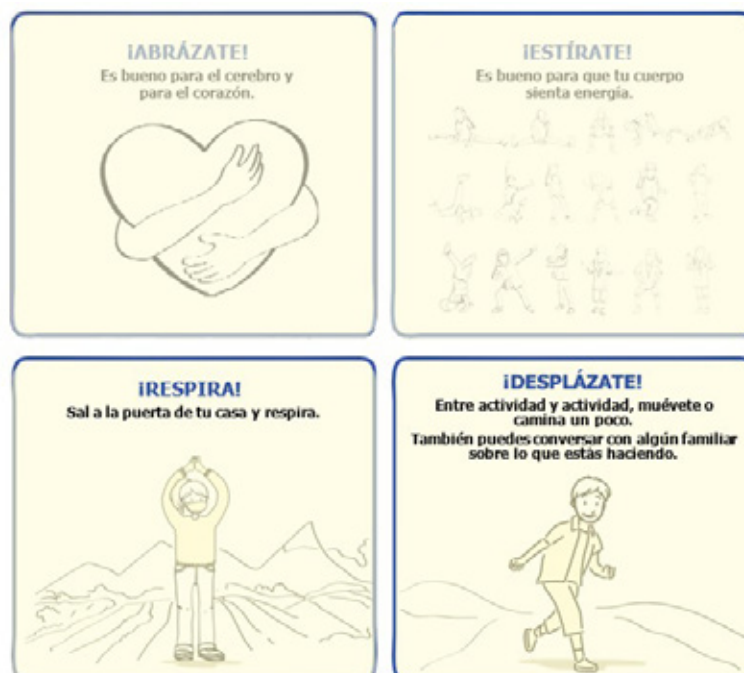 ¡ABRÁZATE!
Es bueno para el cerebro y
para el corazón.
¡ESTÍRATE!
Es bueno para que tu cuerpo
sienta energía.
¡RESPIRA!
Sal a la puerta de tu casa y respira.
¡DESPLÁZATE!
Entre actividad y actividad, muévete o
camina un poco.
También puedes conversar con algún familiar
sobre lo que estás haciendo.